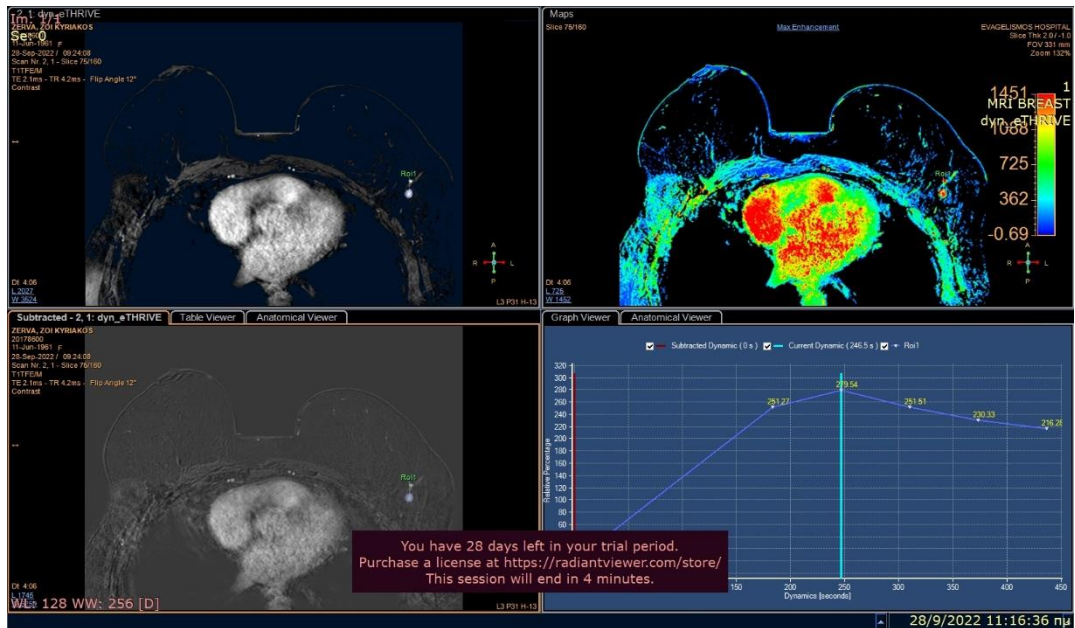 2, 1: dyn_eTHRIVE
Im: 1/1
ZERVA, ZOI KYRIAKOS
Se: 0
11-Jun-1961 F
28-Sep-2022 / 09:24:08
Scan Nr. 2, 1 - Slice 75/160
T1TFE/M
TE 2.1ms - TR 4.2ms - Flip Angle 12°
Contrast
Roi1
A
R L
P
Dt 4:06
L 2027
W 3624
L3 P31 H-13
Maps
Slice 75/160
Max Enhancement
EVAGELISMOS HOSPITAL
Slice Thk 2.0 / -1.0
FOV 331 mm
Zoom 132%
1
MRI BREAST
dyn_eTHRIVE
1451
1088
725
362
-0.69
Roi1
A
R L
P
Dt 4:06
L 725
W 1452
L3 P31 H-13
Subtracted - 2, 1: dyn_eTHRIVE
Table Viewer
Anatomical Viewer
ZERVA, ZOI KYRIAKOS
20178600
11-Jun-1961 F
28-Sep-2022 / 09:24:08
Scan Nr. 2, 1 - Slice 75/160
T1TFE/M
TE 2.1ms - TR 4.2ms - Flip Angle 12°
Contrast
Roi1
Dt 4:06
L 1745
WL: 128 WW: 256 [D]
L3 P31 H-13
Graph Viewer
Anatomical Viewer
Subtracted Dynamic ( 0 s ) Current Dynamic ( 246.5 s ) Roi1
Relative Percentage
320
300
280
260
240
220
200
180
160
140
120
100
80
60
251.27
279.54
251.51
230.33
216.28
150 200 250 300 350 400 450
Dynamics [seconds]
You have 28 days left in your trial period.
Purchase a license at https://radiantviewer.com/store/
This session will end in 4 minutes.
28/9/2022 11:16:36 πμ